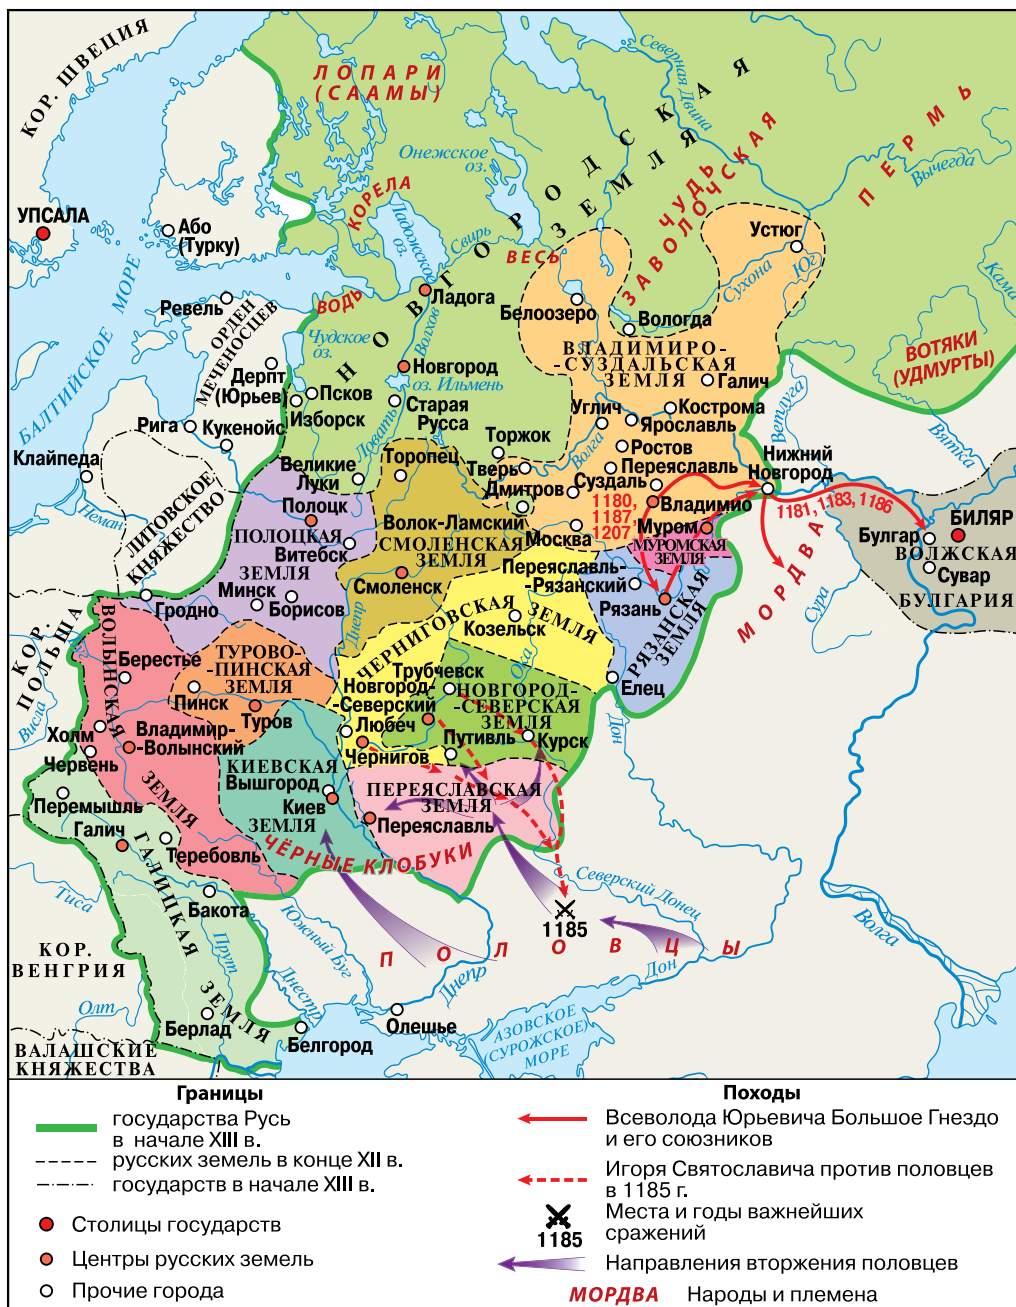 КОР. ШВЕЦИЯ
ЛОПАРИ
(СААМЫ)
Северная Двина
НОВГОРОДСКАЯ
ЗЕМЛЯ
Онежское
оз.
КОРЕЛА
Ладожское
оз.
Свирь
ВЕСЬ
ЧУДЬ
ЗАВОЛОЧСКАЯ
ПЕРМЬ
Вычегда
УПСАЛА
Або
(Турку)
Устюг
Юг
Сухона
Кама
БАЛТИЙСКОЕ МОРЕ
Ревель
ВОДЬ
Ладога
Волхов
Белоозеро
Вологда
ОРДЕН
МЕЧЕНОСЦЕВ
Чудское
оз.
ВЛАДИМИРО-
-СУЗДАЛЬСКАЯ
ЗЕМЛЯ
ВОТЯКИ
(УДМУРТЫ)
Дерпт
(Юрьев)
Псков
Изборск
Новгород
оз. Ильмень
Старая
Русса
Ловать
Галич
Кострома
Углич
Ярославль
Ветлуга
Вятка
Рига
Кукенойс
Клайпеда
Неман
ЛИТОВСКОЕ
КНЯЖЕСТВО
Великие
Луки
Торопец
Торжок
Тверь
Волга
Ростов
Переяславль
Суздаль
Дмитров
Нижний
Новгород
1180,
1187,
1207
Владимир
1181, 1183, 1186
Полоцк
ПОЛОЦКАЯ
ЗЕМЛЯ
Витебск
Волок-Ламский
СМОЛЕНСКАЯ
ЗЕМЛЯ
Москва
Муром
МУРОМСКАЯ
ЗЕМЛЯ
БИЛЯР
Булгар
ВОЛЖСКАЯ
Сувар
БУЛГАРИЯ
МОРДВА
Сура
Минск
Борисов
Гродно
Смоленск
Днепр
Переяславль-
-Рязанский
Рязань
РЯЗАНСКАЯ
ЗЕМЛЯ
ЧЕРНИГОВСКАЯ
ЗЕМЛЯ
Козельск
Ока
Елец
КОР.
ПОЛЬША
Висла
Буг
ВОЛЫНСКАЯ
ЗЕМЛЯ
Берестье
ТУРОВО-
-ПИНСКАЯ
ЗЕМЛЯ
Пинск
Туров
Трубчевск
Новгород-
-Северский
НОВГОРОД-
-СЕВЕРСКАЯ
ЗЕМЛЯ
Любеч
Чернигов
Путивль
Курск
Дон
Холм
Червень
Владимир-
-Волынский
КИЕВСКАЯ
ЗЕМЛЯ
Вышгород
Киев
ПЕРЕЯСЛАВСКАЯ
ЗЕМЛЯ
Переяславль
Перемышль
Галич
Теребовль
ЧЁРНЫЕ КЛОБУКИ
ГАЛИЦКАЯ
ЗЕМЛЯ
Бакота
Тиса
Прут
Южный Буг
Днестр
Северский Донец
1185
ПОЛОВЦЫ
Днепр
Дон
Волга
КОР.
ВЕНГРИЯ
Олт
Берлад
Белгород
Олешье
АЗОВСКОЕ
(СУРОЖСКОЕ)
МОРЕ
ВАЛАШСКИЕ
КНЯЖЕСТВА
Границы
государства Русь
в начале XIII в.
русских земель в конце XII в.
государств в начале XIII в.
Столицы государств
Центры русских земель
Прочие города
Походы
Всеволода Юрьевича Большое Гнездо
и его союзников
Игоря Святославича против половцев
в 1185 г.
Места и годы важнейших
сражений
1185
Направления вторжения половцев
МОРДВА Народы и племена